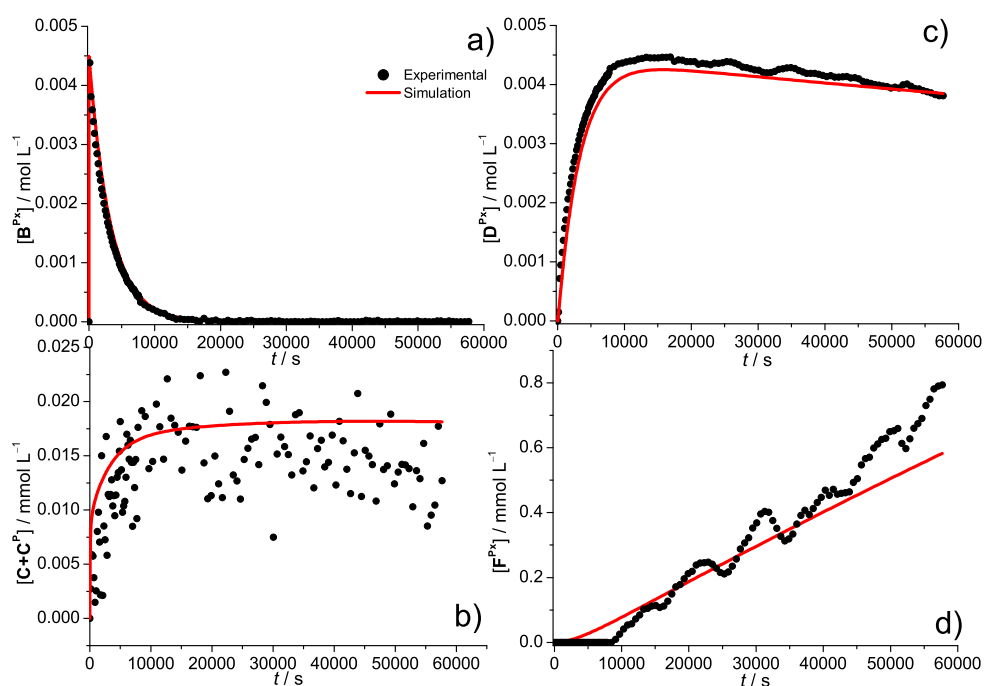 a)
[B^Px] / mol L⁻¹
0.005
0.004
0.003
0.002
0.001
0.000
Experimental
Simulation
0 10000 20000 30000 40000 50000 60000
t / s
c)
[D^Px] / mol L⁻¹
0.005
0.004
0.003
0.002
0.001
0.000
0 10000 20000 30000 40000 50000 60000
t / s
b)
[C+C^P] / mmol L⁻¹
0.025
0.020
0.015
0.010
0.005
0.000
0 10000 20000 30000 40000 50000 60000
t / s
d)
[F^Px] / mmol L⁻¹
0.8
0.6
0.4
0.2
0.0
0 10000 20000 30000 40000 50000 60000
t / s